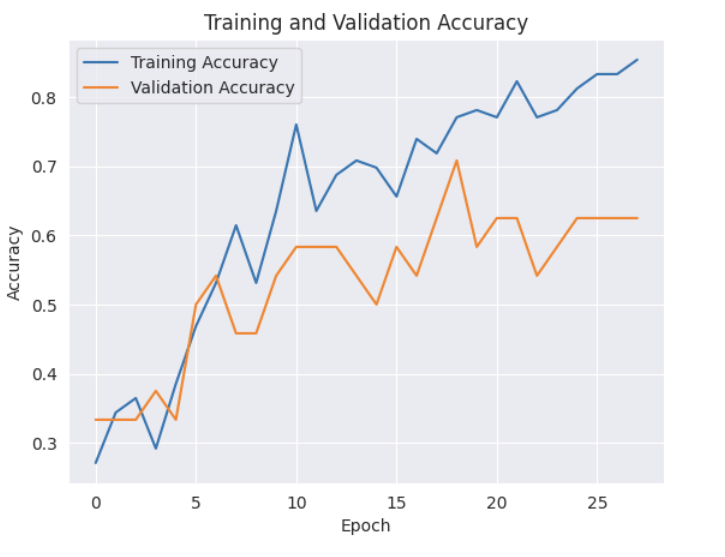 Training and Validation Accuracy
Training Accuracy
Validation Accuracy
Accuracy
0.8
0.7
0.6
0.5
0.4
0.3
0 5 10 15 20 25
Epoch